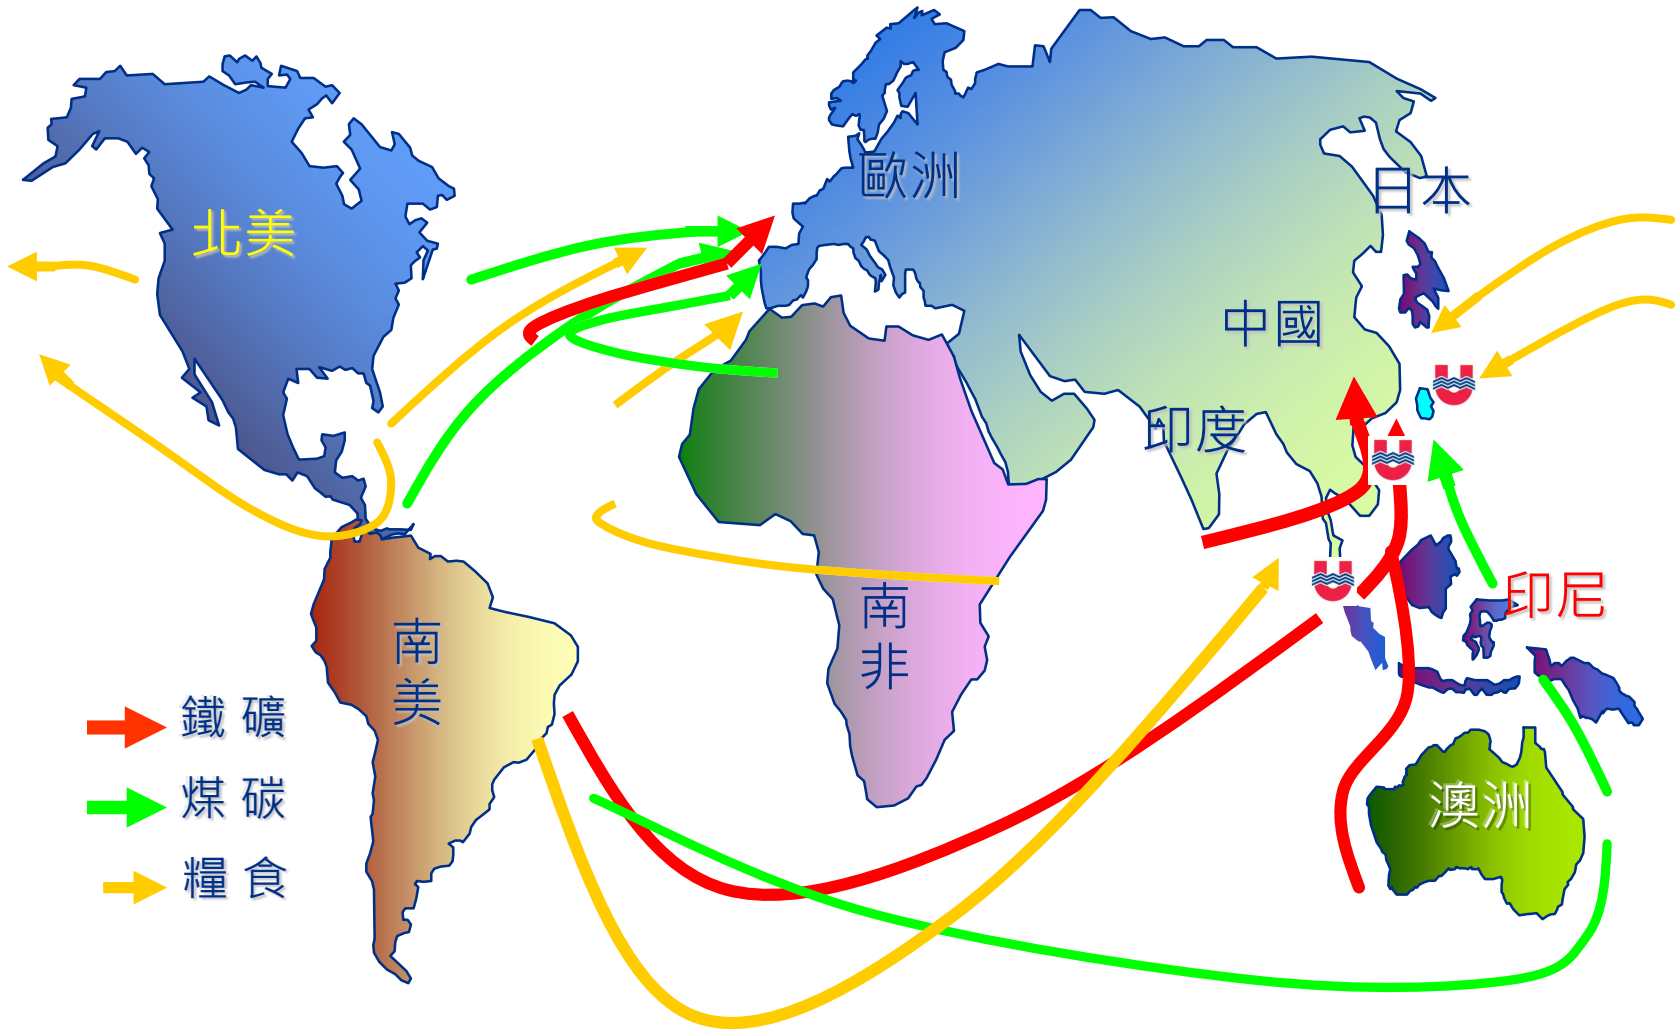 歐洲
日本
北美
中國
印度
印尼
南
非
南
美
鐵 礦
煤 碳
糧 食
澳洲